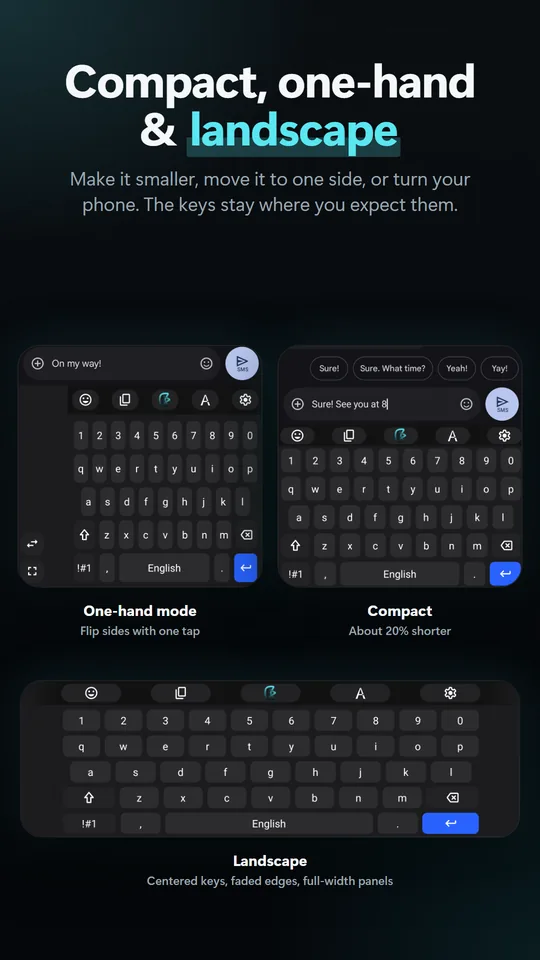 Compact, one-hand
& landscape
Make it smaller, move it to one side, or turn your
phone. The keys stay where you expect them.
On my way!
SMS
1 2 3 4 5 6 7 8 9 0
q w e r t y u i o p
a s d f g h j k l
z x c v b n m
!#1 , English .
One-hand mode
Flip sides with one tap
Sure! Sure. What time? Yeah! Yay!
Sure! See you at 8
SMS
1 2 3 4 5 6 7 8 9 0
q w e r t y u i o p
a s d f g h j k l
z x c v b n m
!#1 , English .
Compact
About 20% shorter
1 2 3 4 5 6 7 8 9 0
q w e r t y u i o p
a s d f g h j k l
z x c v b n m
!#1 , English .
Landscape
Centered keys, faded edges, full-width panels